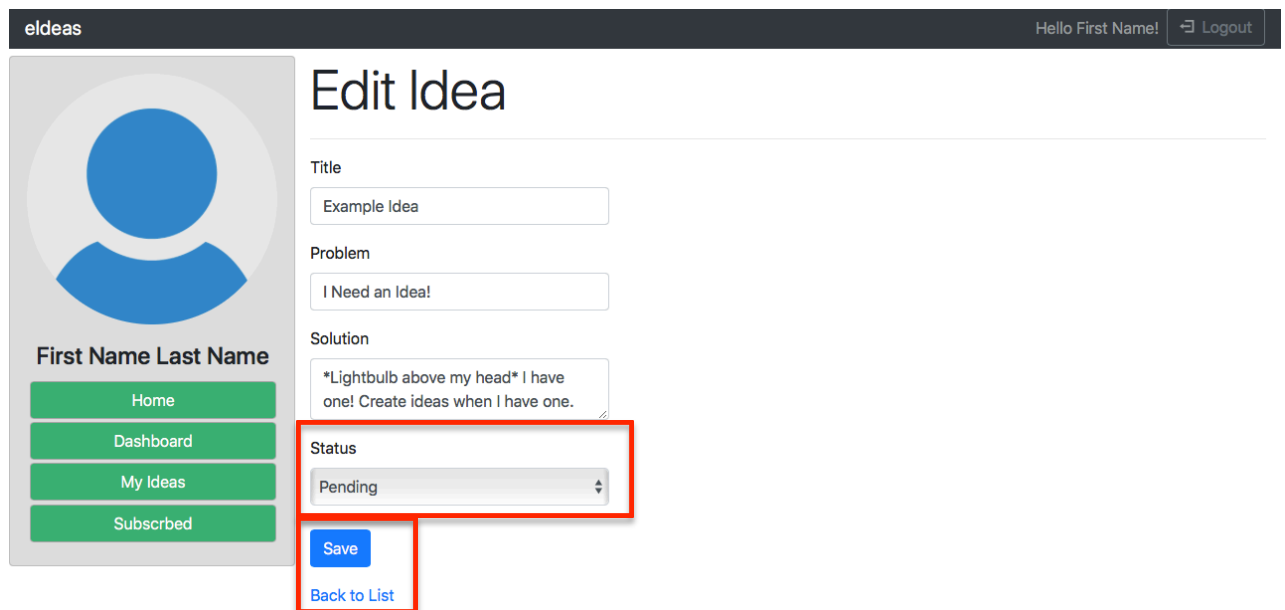 eIdeas
Hello First Name!
Logout
First Name Last Name
Home
Dashboard
My Ideas
Subscrbed
Edit Idea
Title
Example Idea
Problem
I Need an Idea!
Solution
*Lightbulb above my head* I have
one! Create ideas when I have one.
Status
Pending
Save
Back to List